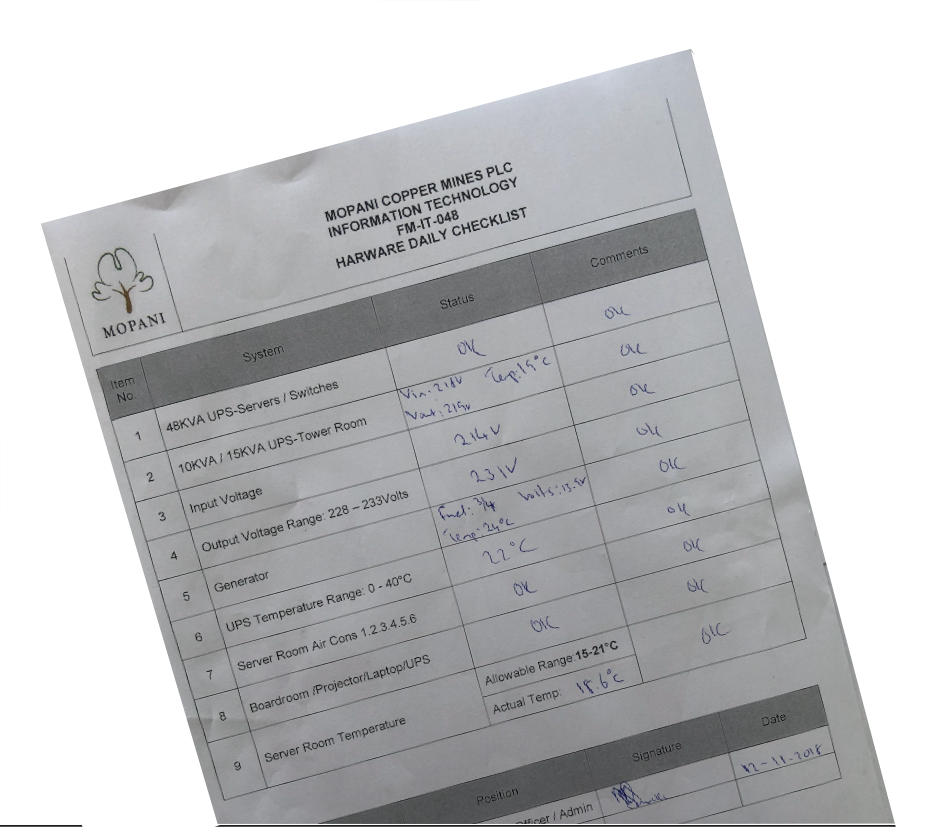 MOPANI COPPER MINES PLC
INFORMATION TECHNOLOGY
FM-IT-048
HARWARE DAILY CHECKLIST
MOPANI
Item No. System Status Comments
1 48KVA UPS-Servers / Switches OK OK
2 10KVA / 15KVA UPS-Tower Room Vin:218V Temp:19°C OK
Vout:219V
3 Input Voltage 214V OK
4 Output Voltage Range: 228 – 233Volts 231V OK
5 Generator Fuel: 3/4 Volts:13.5V OK
Temp:24°C
6 UPS Temperature Range: 0 - 40°C 22°C OK
7 Server Room Air Cons 1.2.3.4.5.6 OK OK
8 Boardroom /Projector/Laptop/UPS OK OK
9 Server Room Temperature Allowable Range:15-21°C OK
Actual Temp: 18.6°C
Position Signature Date
Officer / Admin 12-11-2018